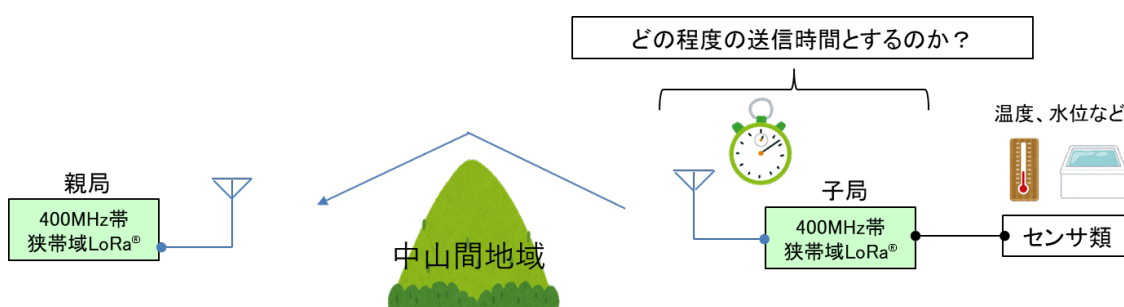 どの程度の送信時間とするのか？
温度、水位など
親局
400MHz帯
狭帯域LoRa®
中山間地域
子局
400MHz帯
狭帯域LoRa®
センサ類